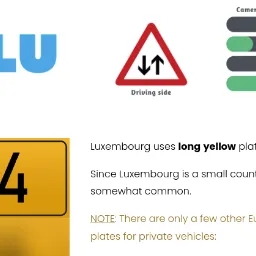 LU
Camer
Driving side
4
Luxembourg uses long yellow plat
Since Luxembourg is a small count
somewhat common.
NOTE: There are only a few other Eu
plates for private vehicles: